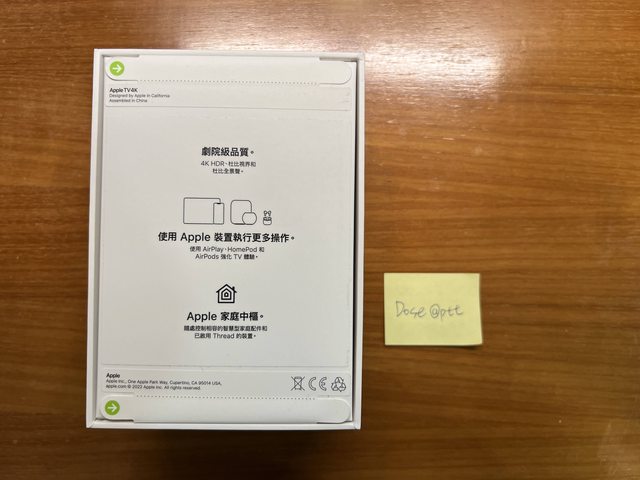 Apple TV 4K
Designed by Apple in California
Assembled in China
劇院級品質。
4K HDR、杜比視界和
杜比全景聲。
使用 Apple 裝置執行更多操作。
使用 AirPlay、HomePod 和
AirPods 強化 TV 體驗。
Apple 家庭中樞。
隨處控制相容的智慧型家庭配件和
已啟用 Thread 的裝置。
Dose@ptt
Apple
Apple Inc., One Apple Park Way, Cupertino, CA 95014 USA.
apple.com © 2022 Apple Inc. All rights reserved.